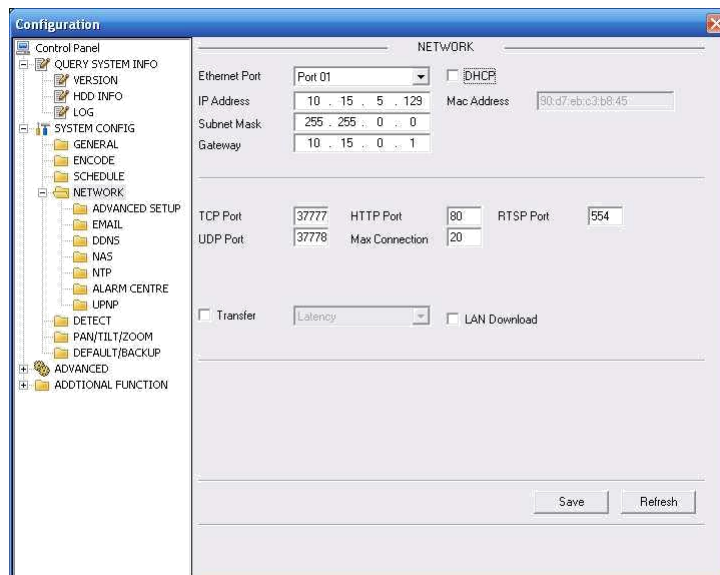 Configuration
Control Panel
QUERY SYSTEM INFO
VERSION
HDD INFO
LOG
SYSTEM CONFIG
GENERAL
ENCODE
SCHEDULE
NETWORK
ADVANCED SETUP
EMAIL
DDNS
NAS
NTP
ALARM CENTRE
UPNP
DETECT
PAN/TILT/ZOOM
DEFAULT/BACKUP
ADVANCED
ADDTIONAL FUNCTION
NETWORK
Ethernet Port Port 01 DHCP
IP Address 10 . 15 . 5 . 129 Mac Address 90:d7:eb:c3:b8:45
Subnet Mask 255 . 255 . 0 . 0
Gateway 10 . 15 . 0 . 1
TCP Port 37777 HTTP Port 80 RTSP Port 554
UDP Port 37778 Max Connection 20
Transfer Latency LAN Download
Save Refresh